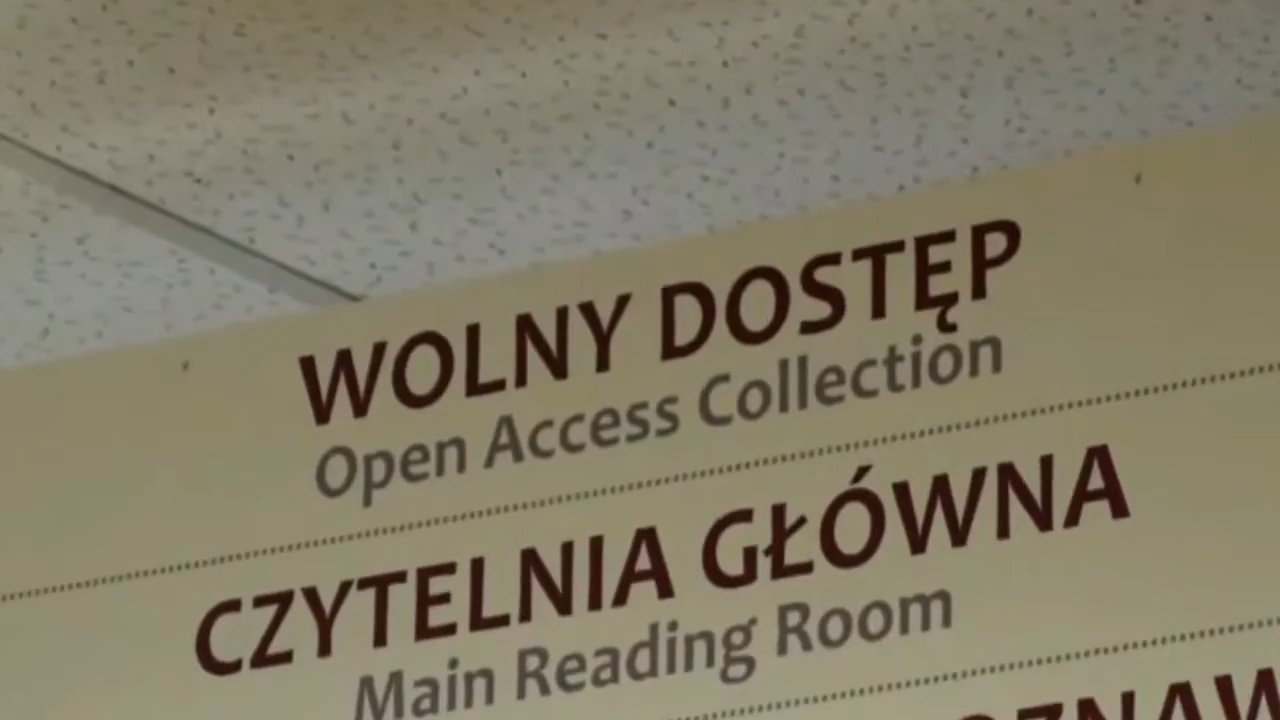 WOLNY DOSTĘP
Open Access Collection
CZYTELNIA GŁÓWNA
Main Reading Room